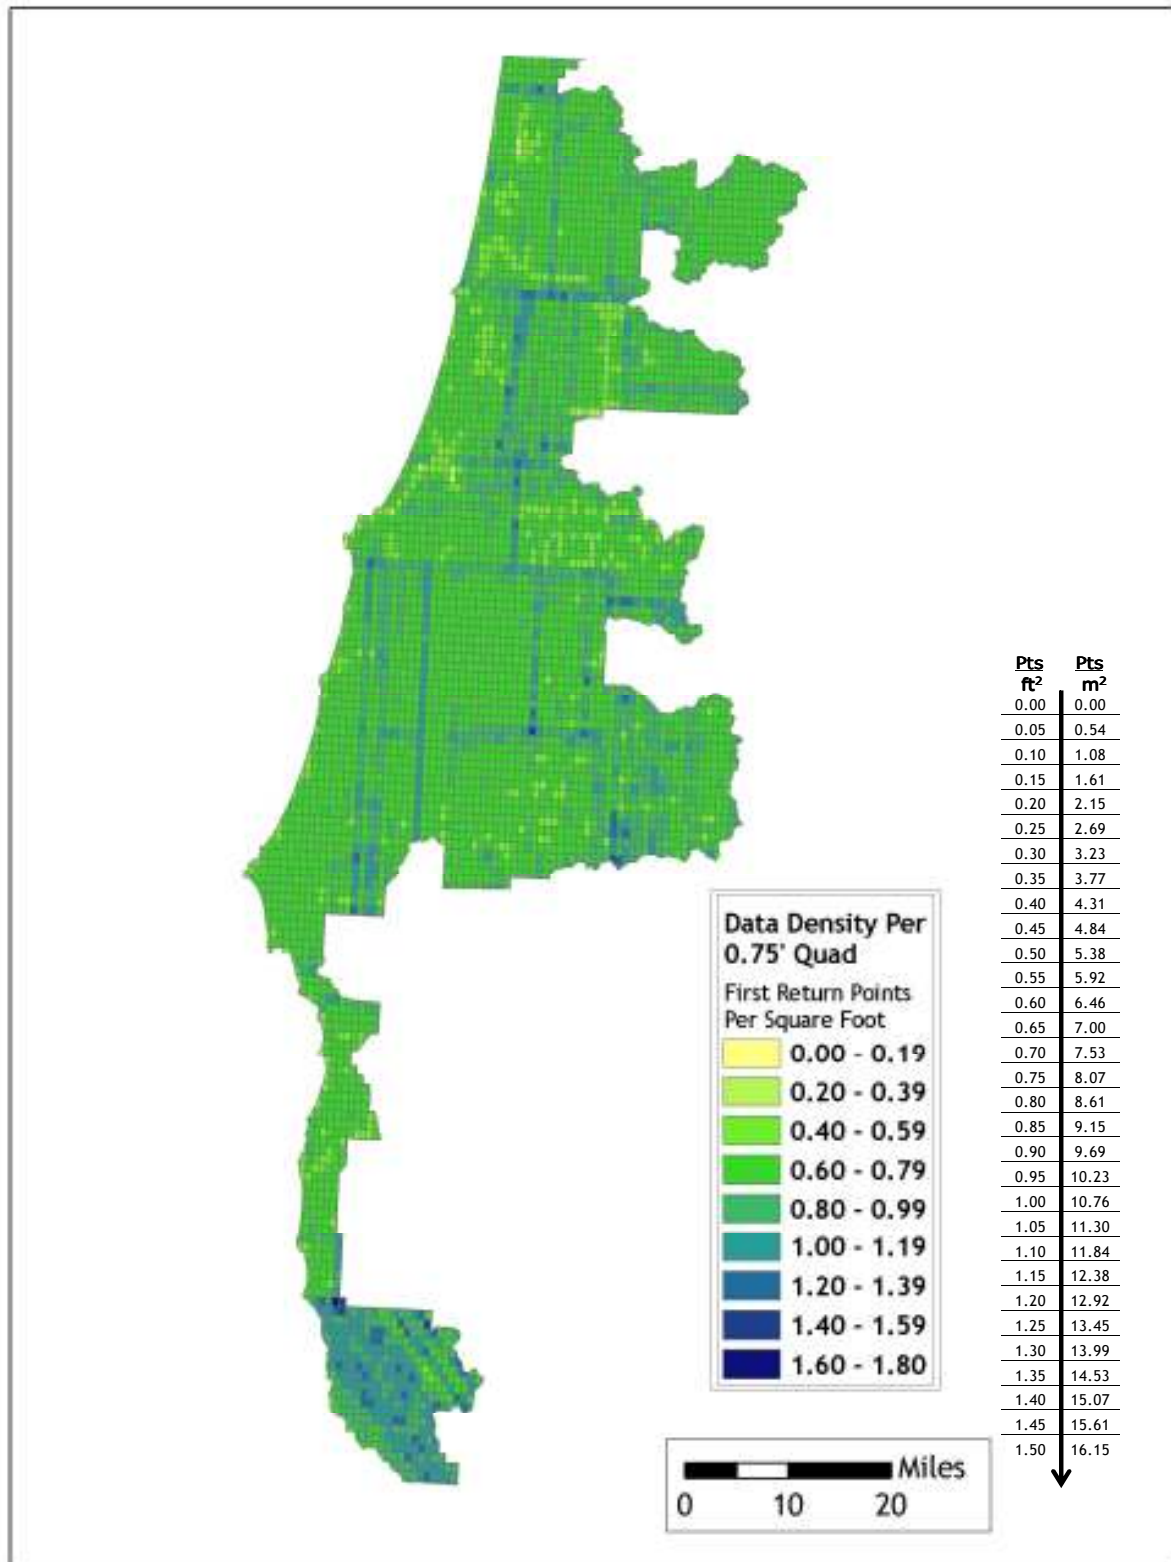 Pts Pts
ft² m²
0.00 0.00
0.05 0.54
0.10 1.08
0.15 1.61
0.20 2.15
0.25 2.69
0.30 3.23
0.35 3.77
0.40 4.31
0.45 4.84
0.50 5.38
0.55 5.92
0.60 6.46
0.65 7.00
0.70 7.53
0.75 8.07
0.80 8.61
0.85 9.15
0.90 9.69
0.95 10.23
1.00 10.76
1.05 11.30
1.10 11.84
1.15 12.38
1.20 12.92
1.25 13.45
1.30 13.99
1.35 14.53
1.40 15.07
1.45 15.61
1.50 16.15
Data Density Per
0.75' Quad
First Return Points
Per Square Foot
0.00 - 0.19
0.20 - 0.39
0.40 - 0.59
0.60 - 0.79
0.80 - 0.99
1.00 - 1.19
1.20 - 1.39
1.40 - 1.59
1.60 - 1.80
Miles
0 10 20